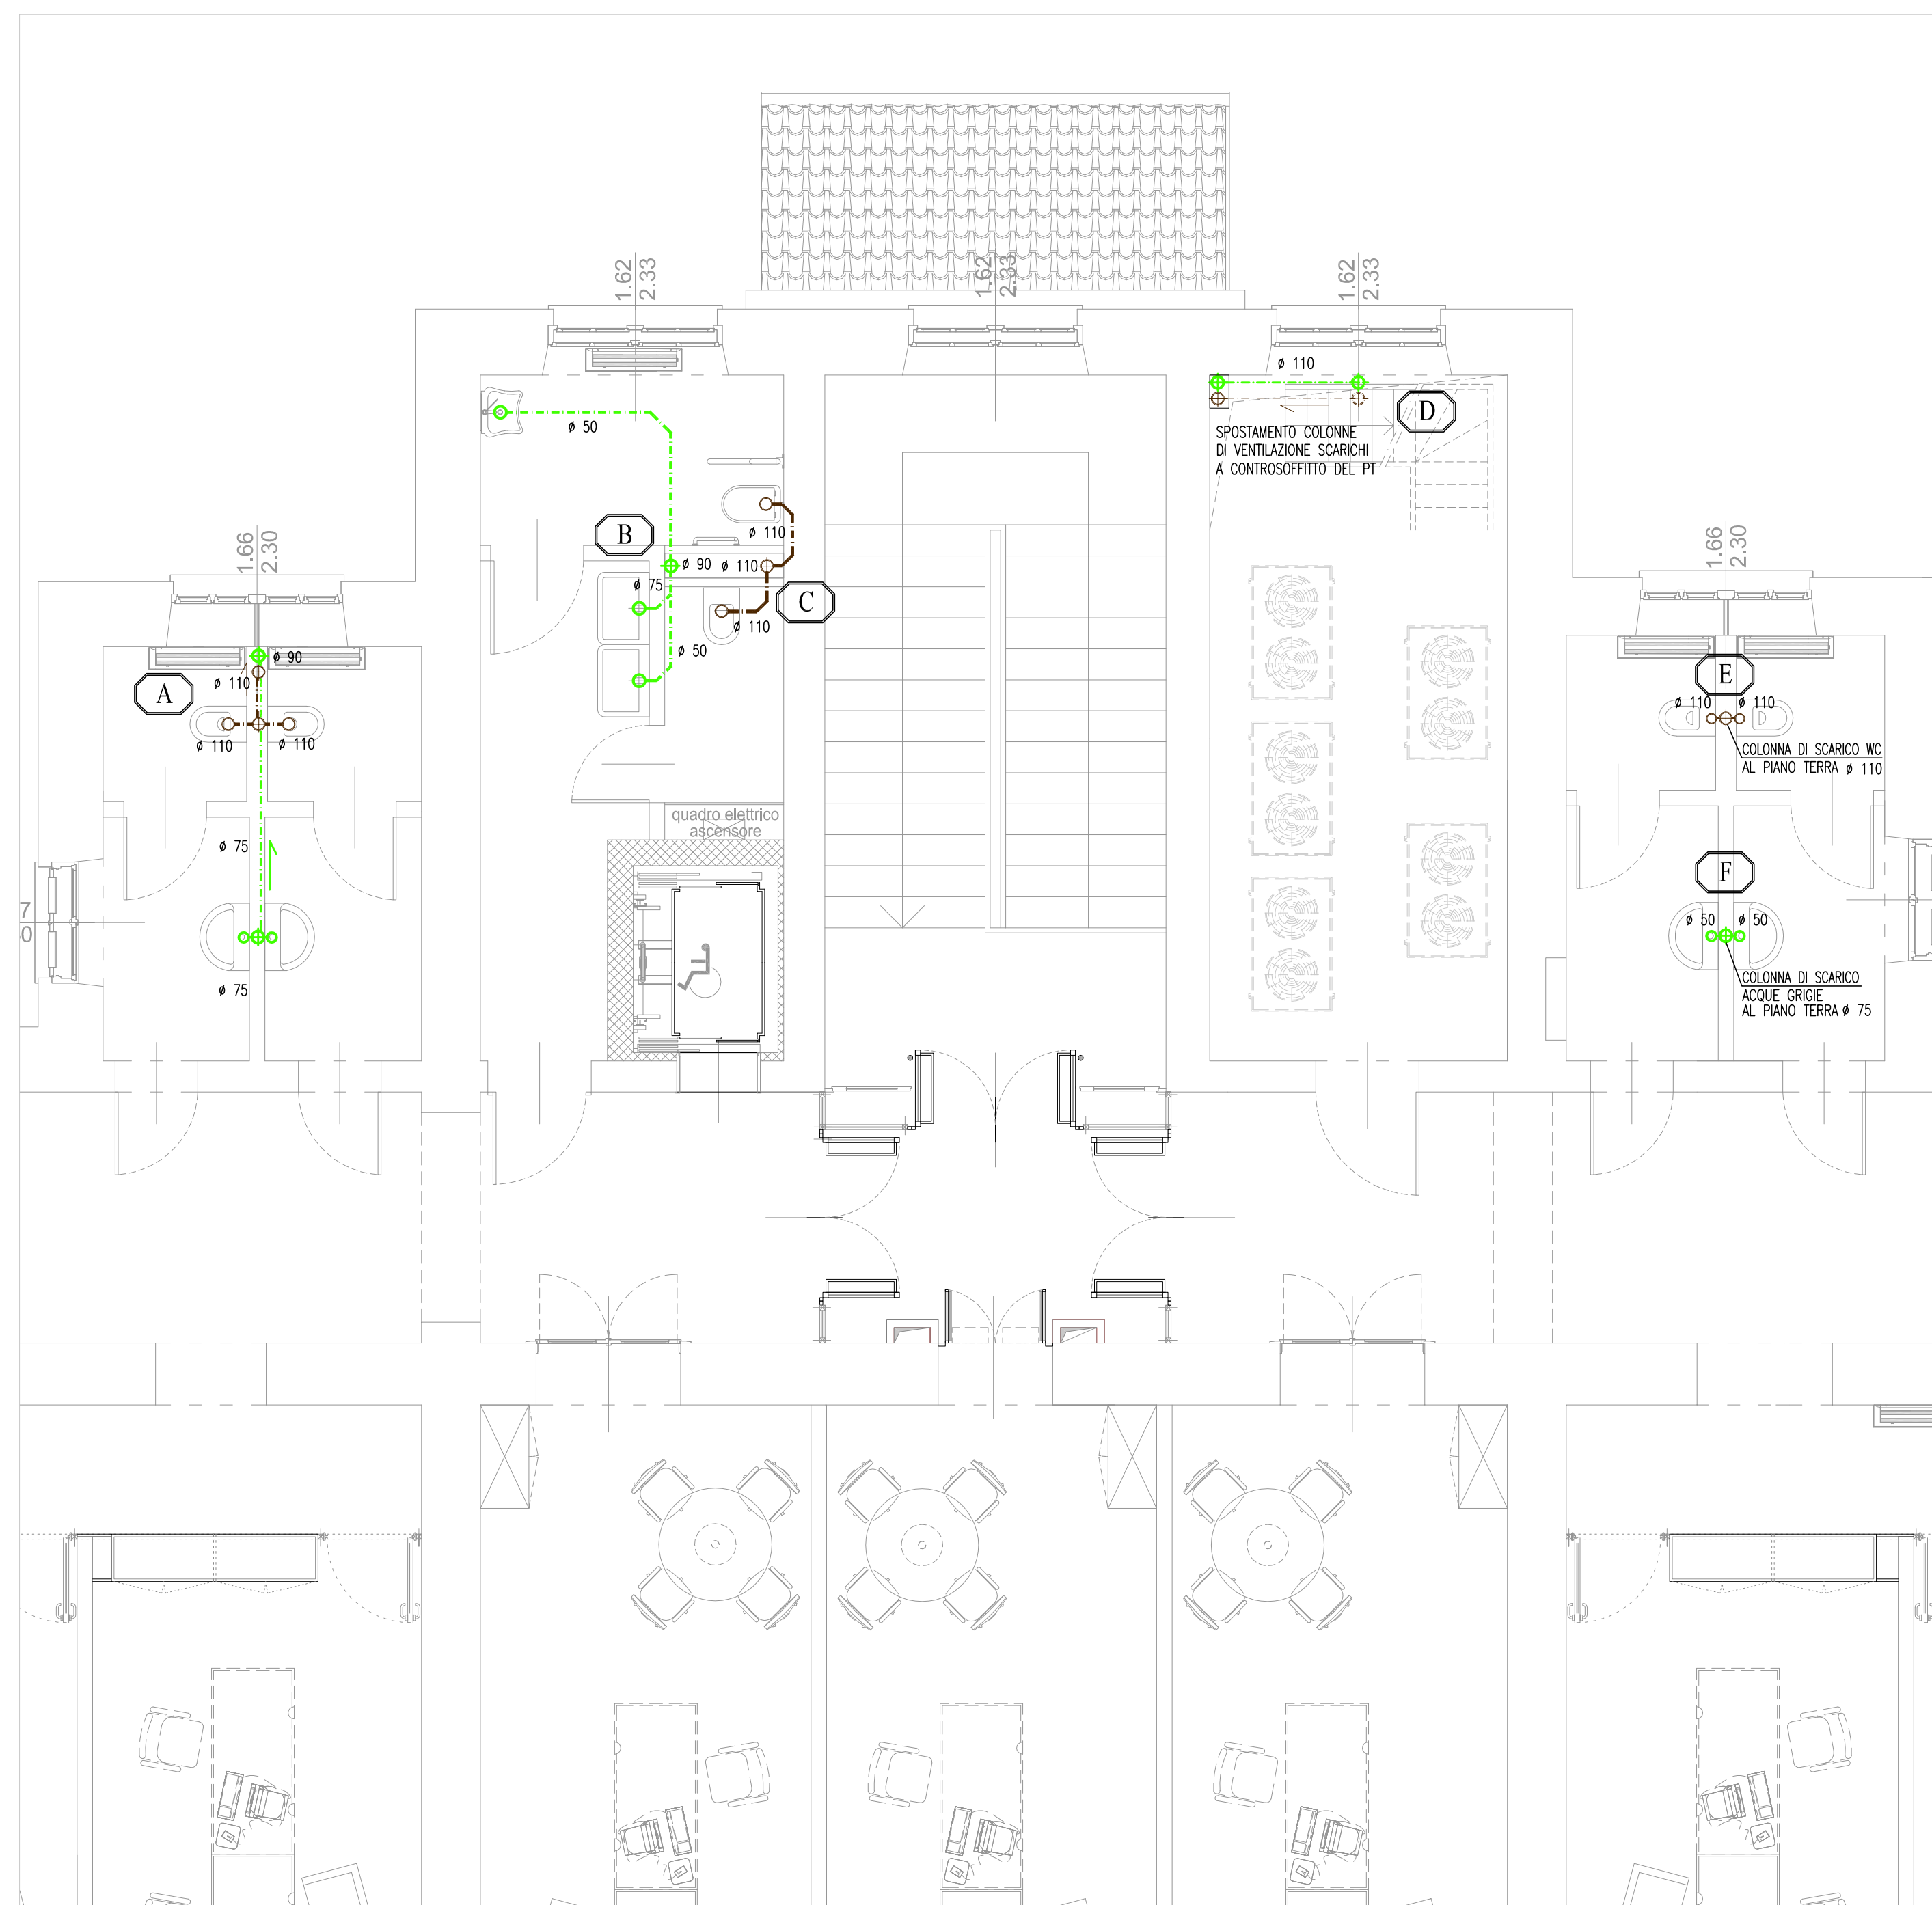 1.62
2.33
1.62
2.33
1.62
2.33
ø 110
D
SPOSTAMENTO COLONNE
DI VENTILAZIONE SCARICHI
A CONTROSOFFITTO DEL PT
ø 50
B
ø 110
ø 90
ø 110
ø 75
C
ø 110
ø 50
1.66
2.30
ø 90
ø 110
A
ø 110
ø 110
1.66
2.30
E
ø 110
ø 110
COLONNA DI SCARICO WC
AL PIANO TERRA ø 110
quadro elettrico
ascensore
ø 75
F
7
0
ø 50
ø 50
ø 75
COLONNA DI SCARICO
ACQUE GRIGIE
AL PIANO TERRA ø 75